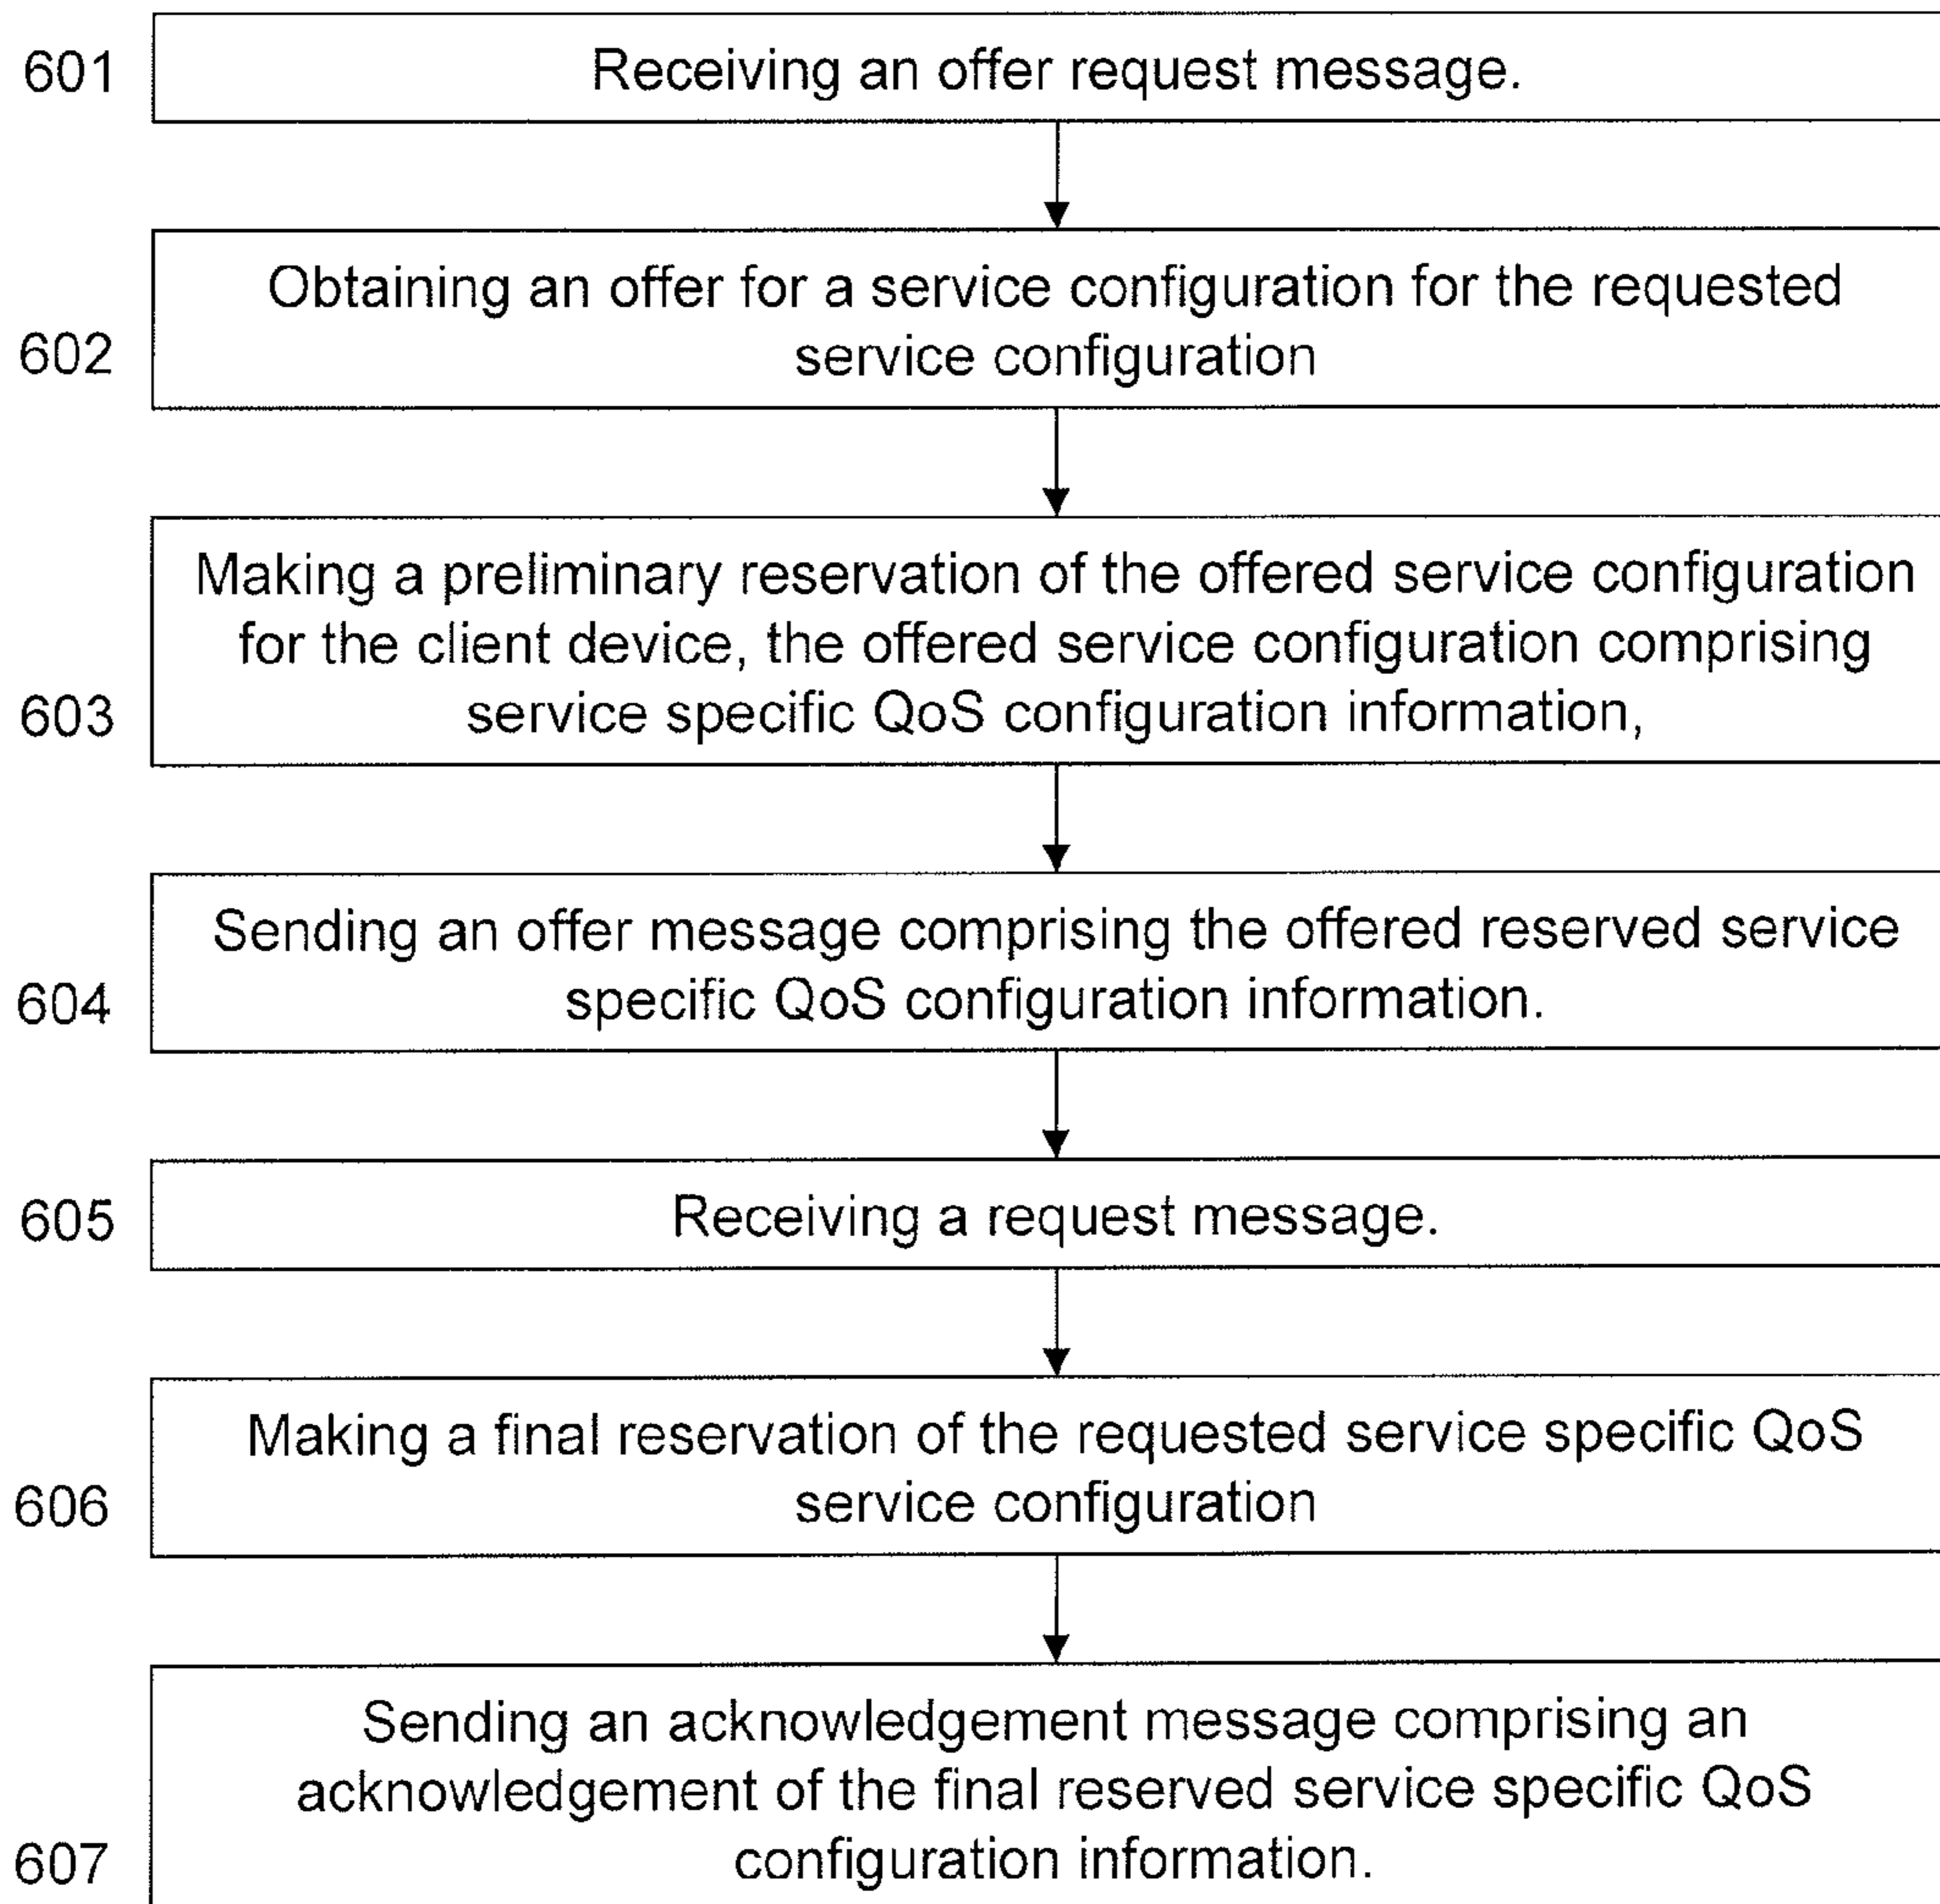 601
Receiving an offer request message.
602
Obtaining an offer for a service configuration for the requested
service configuration
603
Making a preliminary reservation of the offered service configuration
for the client device, the offered service configuration comprising
service specific QoS configuration information,
604
Sending an offer message comprising the offered reserved service
specific QoS configuration information.
605
Receiving a request message.
606
Making a final reservation of the requested service specific QoS
service configuration
607
Sending an acknowledgement message comprising an
acknowledgement of the final reserved service specific QoS
configuration information.